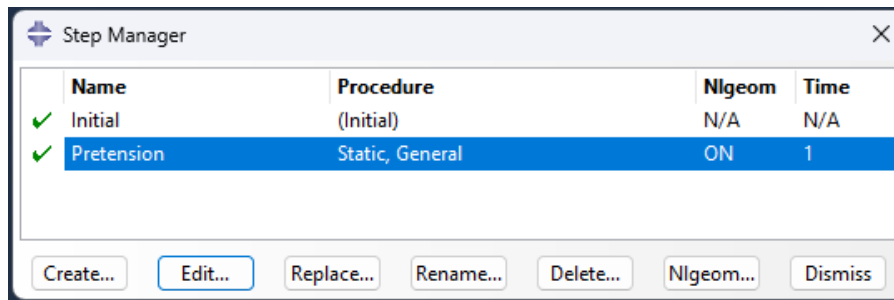 Step Manager
Name Procedure Nlgeom Time
Initial (Initial) N/A N/A
Pretension Static, General ON 1
Create... Edit... Replace... Rename... Delete... Nlgeom... Dismiss